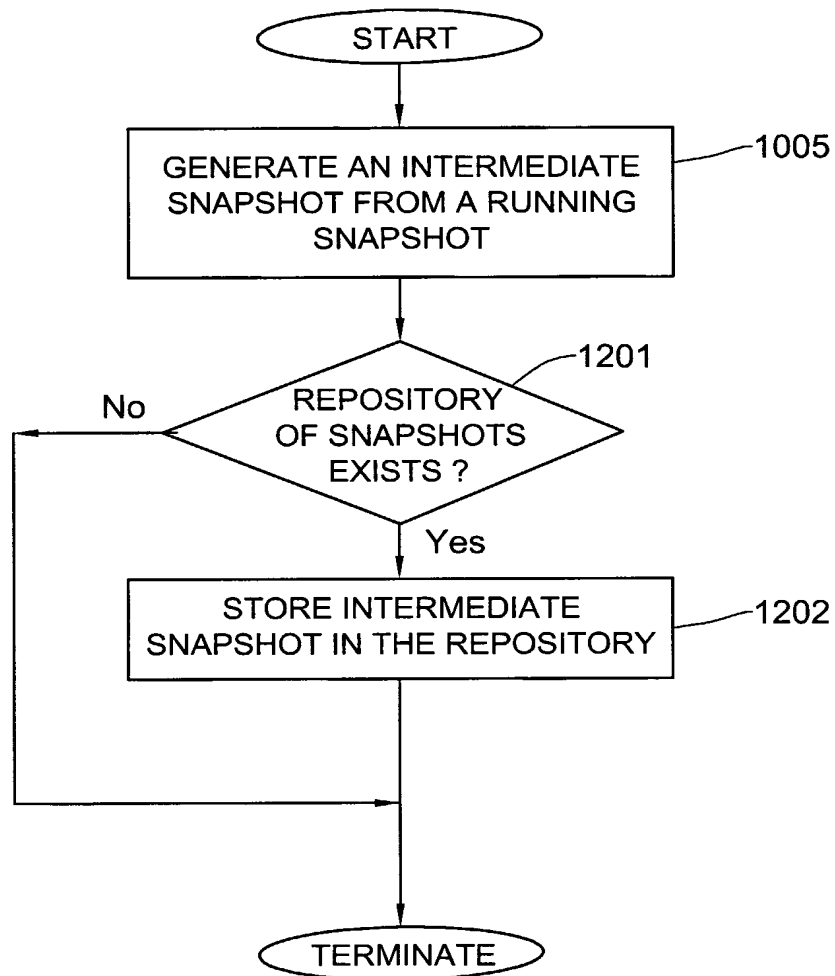 START
GENERATE AN INTERMEDIATE
SNAPSHOT FROM A RUNNING
SNAPSHOT
1005
1201
REPOSITORY
OF SNAPSHOTS
EXISTS ?
No
Yes
STORE INTERMEDIATE
SNAPSHOT IN THE REPOSITORY
1202
TERMINATE